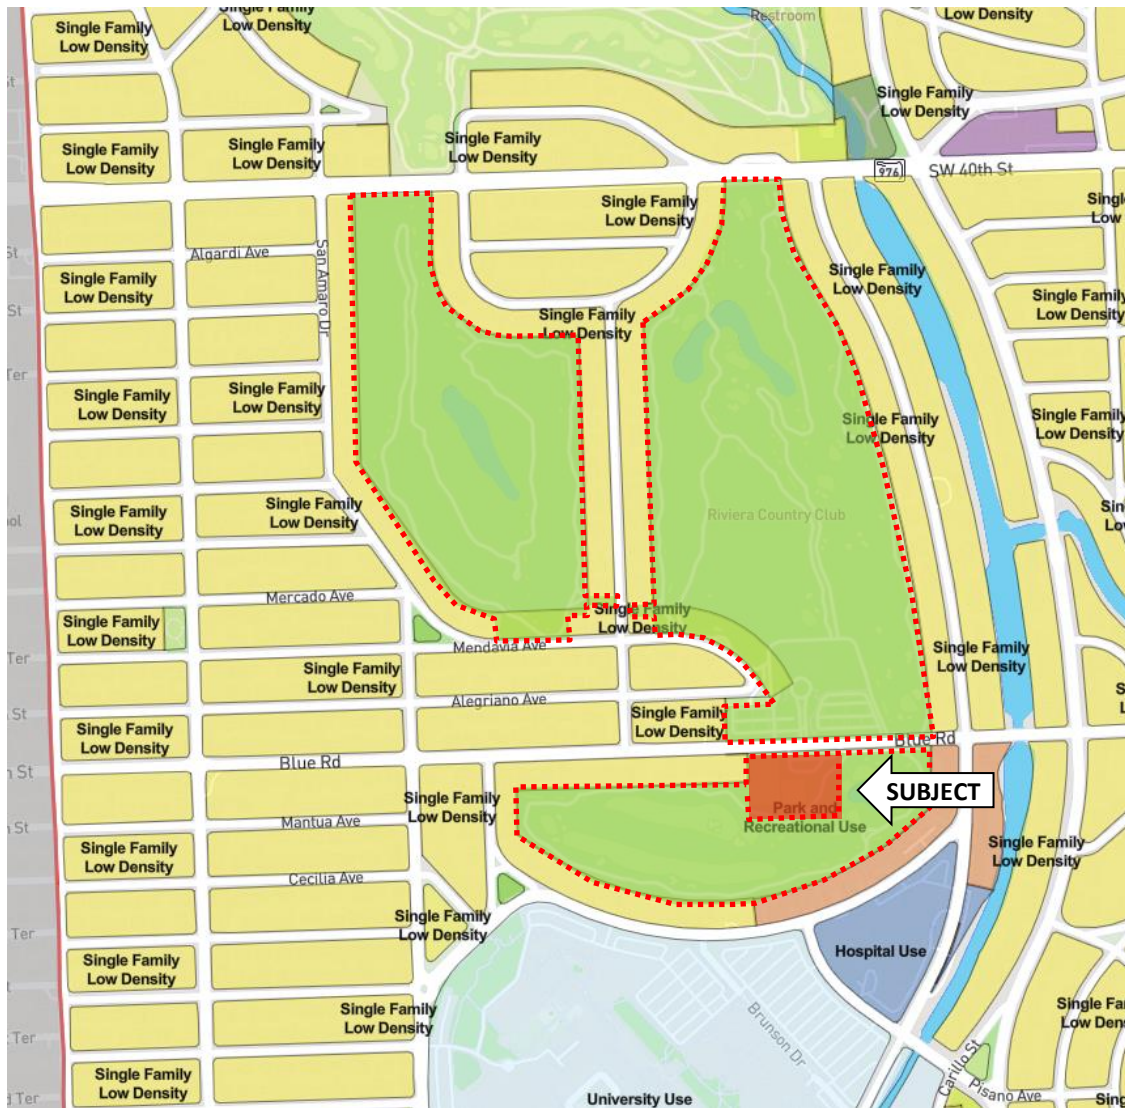 Single Family
Low Density
Single Family
Low Density
Restroom
Low Density
Single Family
Low Density
Single Family
Low Density
Single Family
Low Density
Single Family
Low Density
976
SW 40th St
Single Family
Low Density
Algardi Ave
San Amaro Dr
Single Family
Low Density
Single Family
Low Density
Single Family
Low Density
Single Family
Low Density
Ter
Single Family
Low Density
Single Family
Low Density
Single Family
Low Density
Single Family
Low Density
Single Family
Low Density
Single Family
Low Density
Riviera Country Club
Mercado Ave
Single Family
Low Density
Single Family
Low Density
Mendavia Ave
Ter
Single Family
Low Density
Single Family
Low Density
Alegriano Ave
St
Single Family
Low Density
Single Family
Low Density
Blue Rd
Blue Rd
St
SUBJECT
Single Family
Low Density
Park and
Recreational Use
Mantua Ave
St
Single Family
Low Density
Single Family
Low Density
Cecilia Ave
Single Family
Low Density
Ter
Hospital Use
Single Family
Low Density
Single Family
Low Density
Brunson Dr
Ter
Carillo St
Pisano Ave
Single Family
Low Density
University Use
Ter